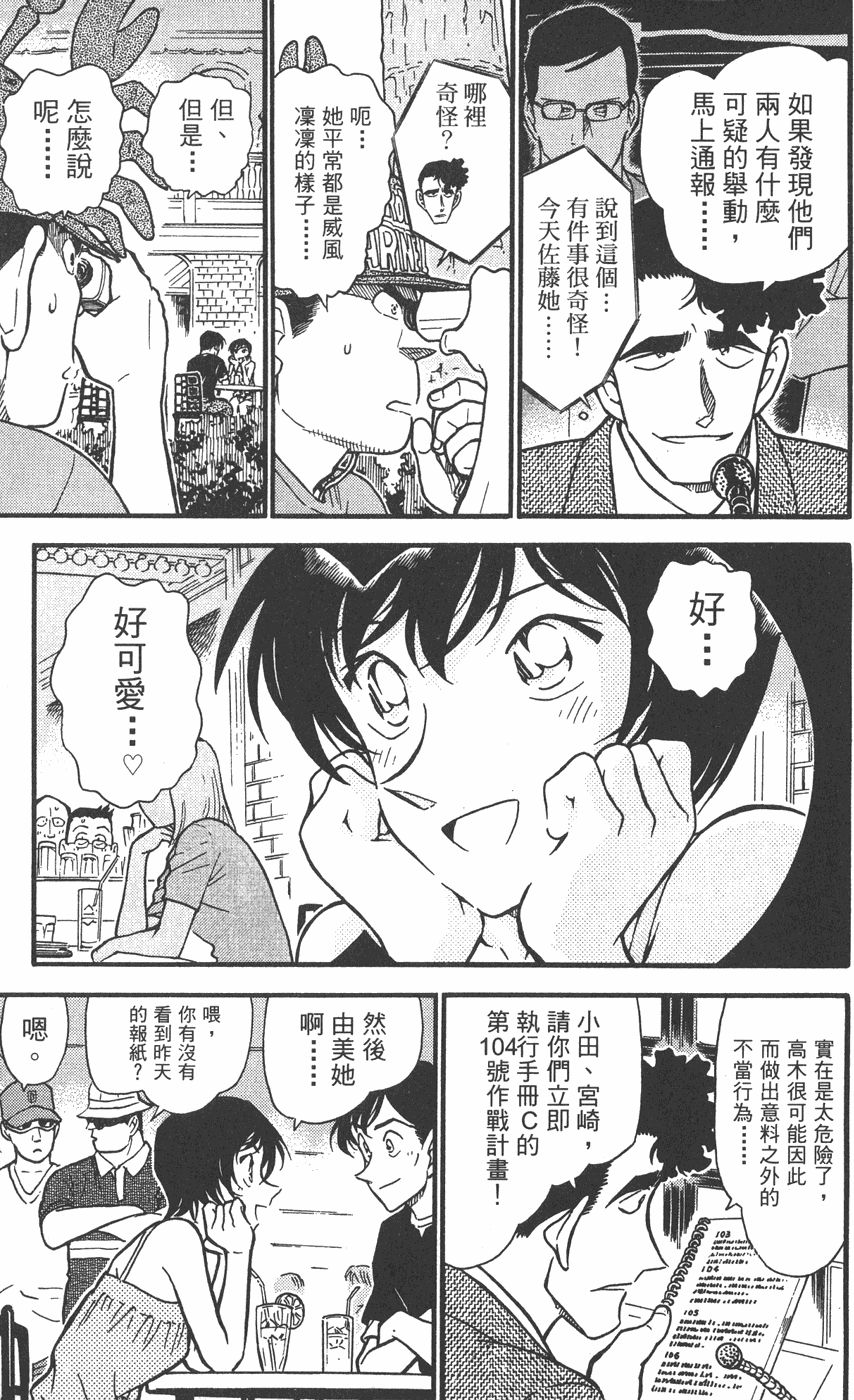 如果發現他們
兩人有什麼
可疑的舉動，
馬上通報……
說到這個…
有件事很奇怪！
今天佐藤她……
哪裡
奇怪？
呃…
她平常都是威風
凜凜的樣子……
但、
但是…
怎麼說
呢……
好…
好可愛…♡
實在是太危險了，
高木很可能因此
而做出意料之外的
不當行為……
小田、宮崎，
請你們立即
執行手冊C的
第104號作戰計畫！
103
104
105
106
然後
由美她
啊……
喂，
你有沒有
看到昨天
的報紙？
嗯。